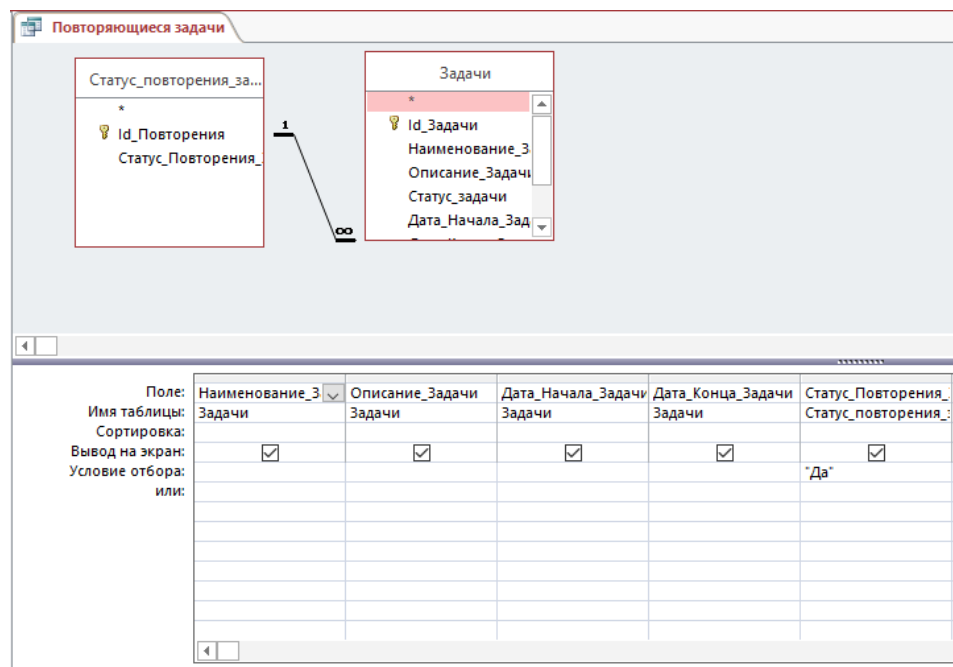 Повторяющиеся задачи
Статус_повторения_за...
*
Id_Повторения
Статус_Повторения_
1
∞
Задачи
*
Id_Задачи
Наименование_З
Описание_Задачи
Статус_задачи
Дата_Начала_Зад
Поле: Наименование_З Описание_Задачи Дата_Начала_Задачи Дата_Конца_Задачи Статус_Повторения_
Имя таблицы: Задачи Задачи Задачи Задачи Статус_повторения_з
Сортировка:
Вывод на экран:
Условие отбора: "Да"
или: